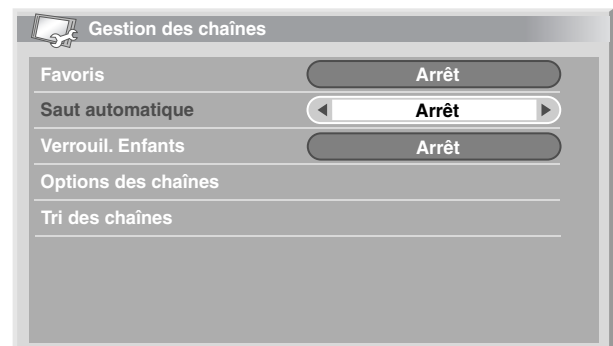 Gestion des chaînes
Favoris Arrêt
Saut automatique Arrêt
Verrouil. Enfants Arrêt
Options des chaînes
Tri des chaînes